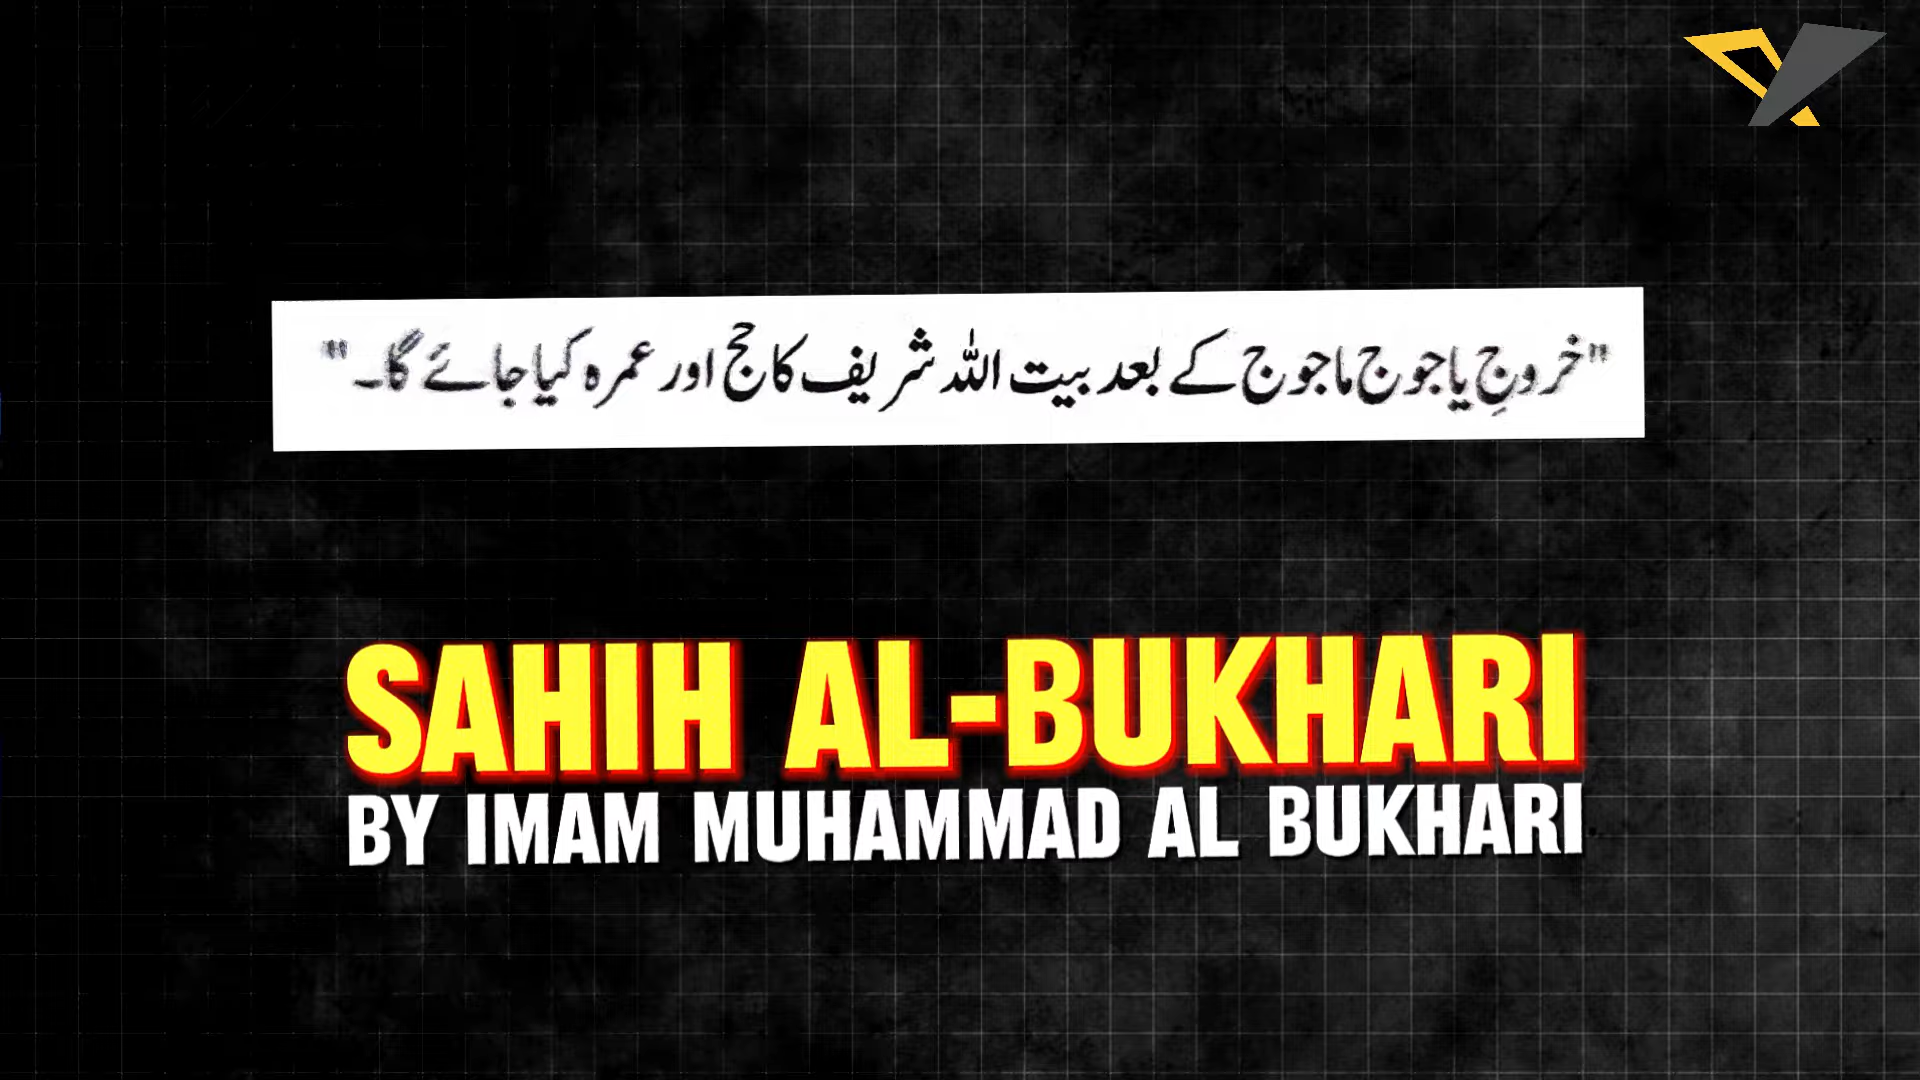 "خروجِ یاجوج ماجوج کے بعد بیت اللہ شریف کا حج اور عمرہ کیا جائے گا۔"
SAHIH AL-BUKHARI
BY IMAM MUHAMMAD AL BUKHARI